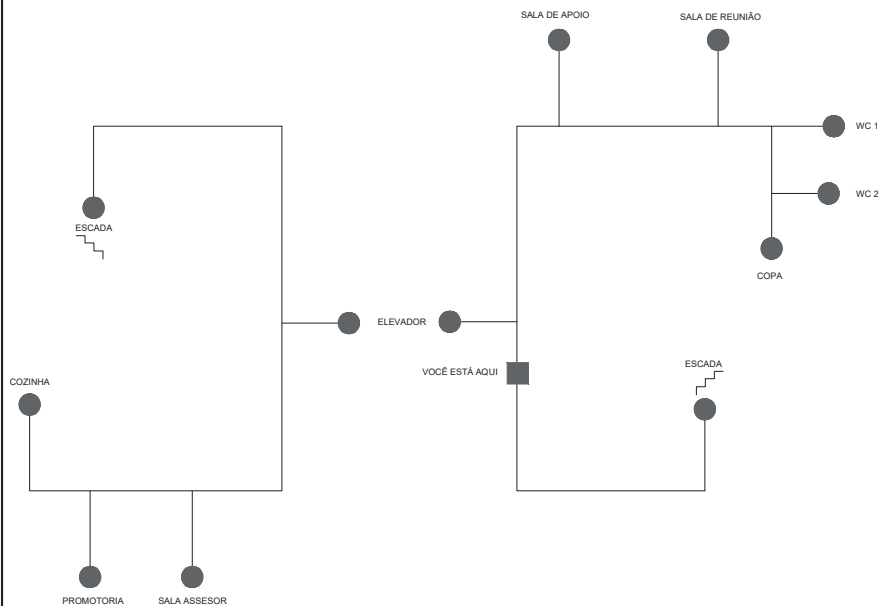 SALA DE APOIO
SALA DE REUNIÃO
WC 1
WC 2
ESCADA
COPA
ELEVADOR
VOCÊ ESTÁ AQUI
ESCADA
COZINHA
PROMOTORIA
SALA ASSESSOR